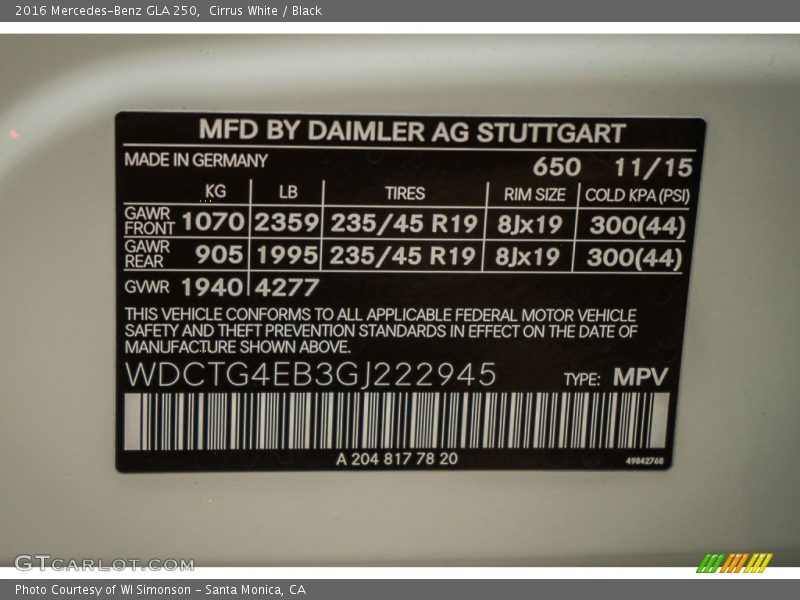 2016 Mercedes-Benz GLA 250,  Cirrus White / Black
MFD BY DAIMLER AG STUTTGART
MADE IN GERMANY 650 11/15
KG LB TIRES RIM SIZE COLD KPA (PSI)
GAWR FRONT 1070 2359 235/45 R19 8Jx19 300(44)
GAWR REAR 905 1995 235/45 R19 8Jx19 300(44)
GVWR 1940 4277
THIS VEHICLE CONFORMS TO ALL APPLICABLE FEDERAL MOTOR VEHICLE
SAFETY AND THEFT PREVENTION STANDARDS IN EFFECT ON THE DATE OF
MANUFACTURE SHOWN ABOVE.
WDCTG4EB3GJ222945 TYPE: MPV
A 204 817 78 20 49842768
GTCARLOT.COM
Photo Courtesy of WI Simonson - Santa Monica, CA